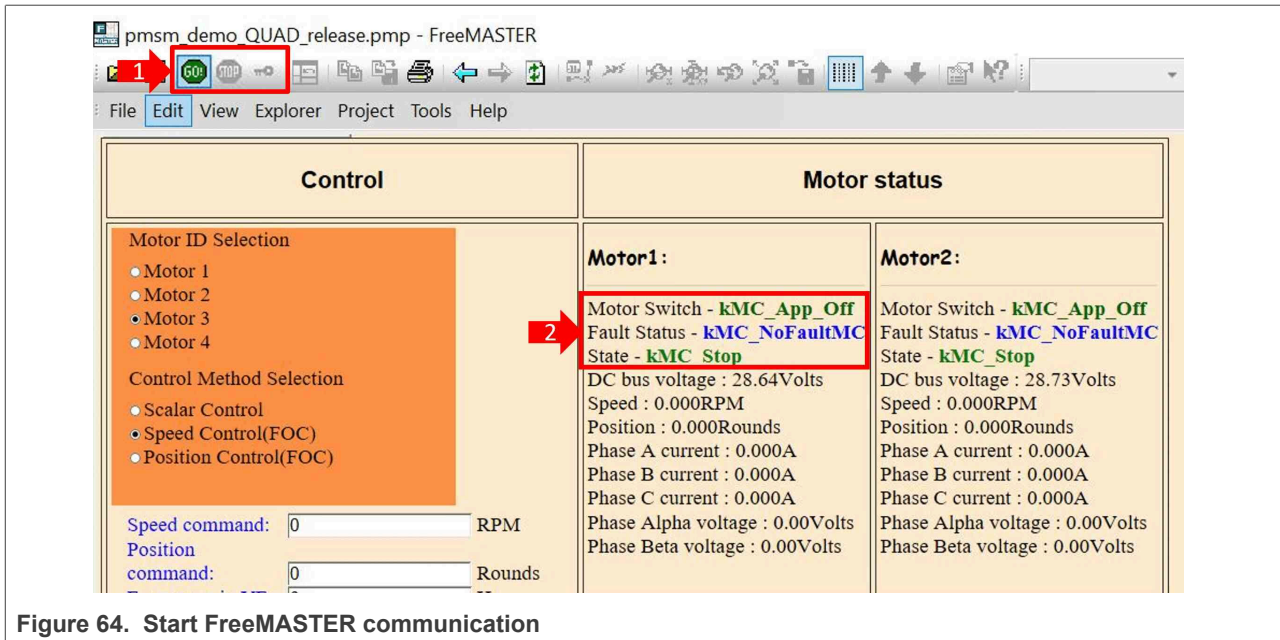 pmsm_demo_QUAD_release.pmp - FreeMASTER
1
GO!
STOP
File Edit View Explorer Project Tools Help
Control
Motor status
Motor ID Selection
Motor 1
Motor 2
Motor 3
Motor 4
Control Method Selection
Scalar Control
Speed Control(FOC)
Position Control(FOC)
Speed command: 0 RPM
Position
command: 0 Rounds
Motor1:
2
Motor Switch - kMC_App_Off
Fault Status - kMC_NoFaultMC
State - kMC_Stop
DC bus voltage : 28.64Volts
Speed : 0.000RPM
Position : 0.000Rounds
Phase A current : 0.000A
Phase B current : 0.000A
Phase C current : 0.000A
Phase Alpha voltage : 0.00Volts
Phase Beta voltage : 0.00Volts
Motor2:
Motor Switch - kMC_App_Off
Fault Status - kMC_NoFaultMC
State - kMC_Stop
DC bus voltage : 28.73Volts
Speed : 0.000RPM
Position : 0.000Rounds
Phase A current : 0.000A
Phase B current : 0.000A
Phase C current : 0.000A
Phase Alpha voltage : 0.00Volts
Phase Beta voltage : 0.00Volts
Figure 64. Start FreeMASTER communication